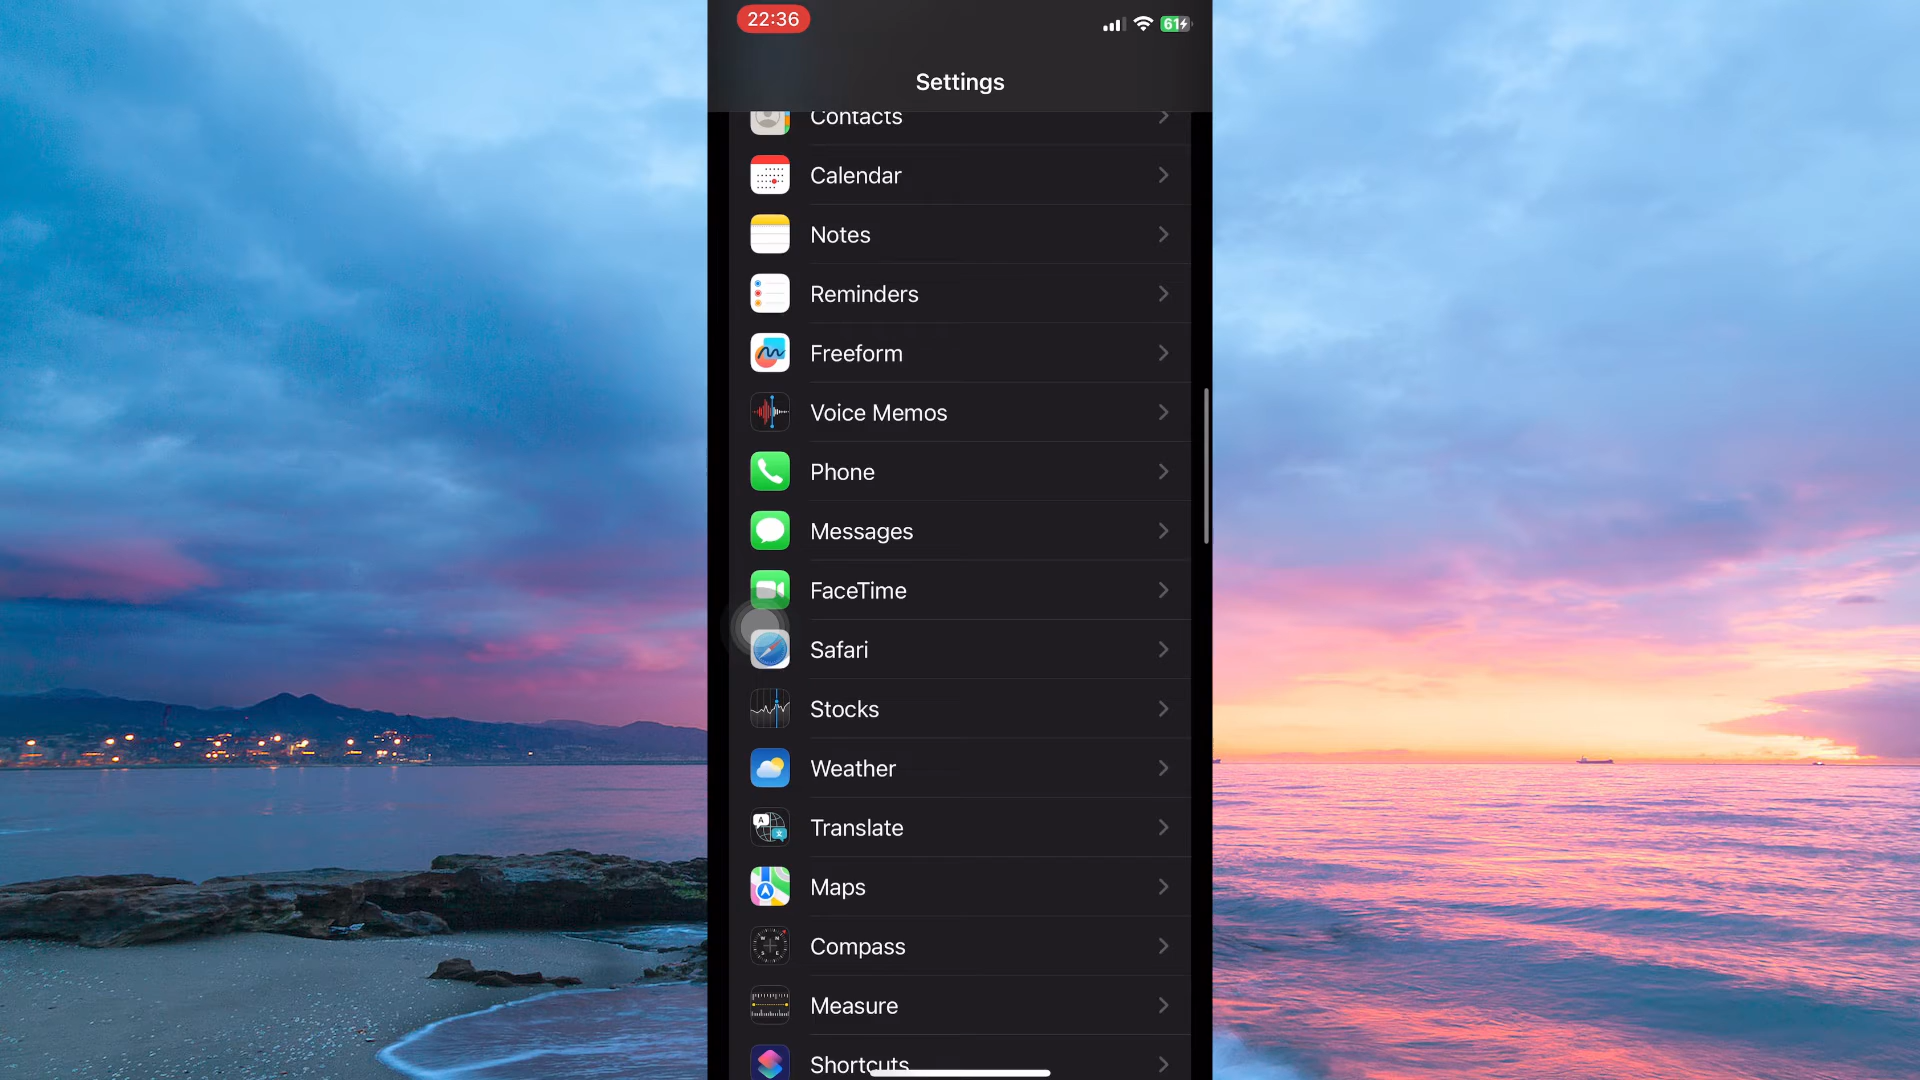 22:36
61
Settings
Contacts
Calendar
Notes
Reminders
Freeform
Voice Memos
Phone
Messages
FaceTime
Safari
Stocks
Weather
Translate
Maps
Compass
Measure
Shortcuts